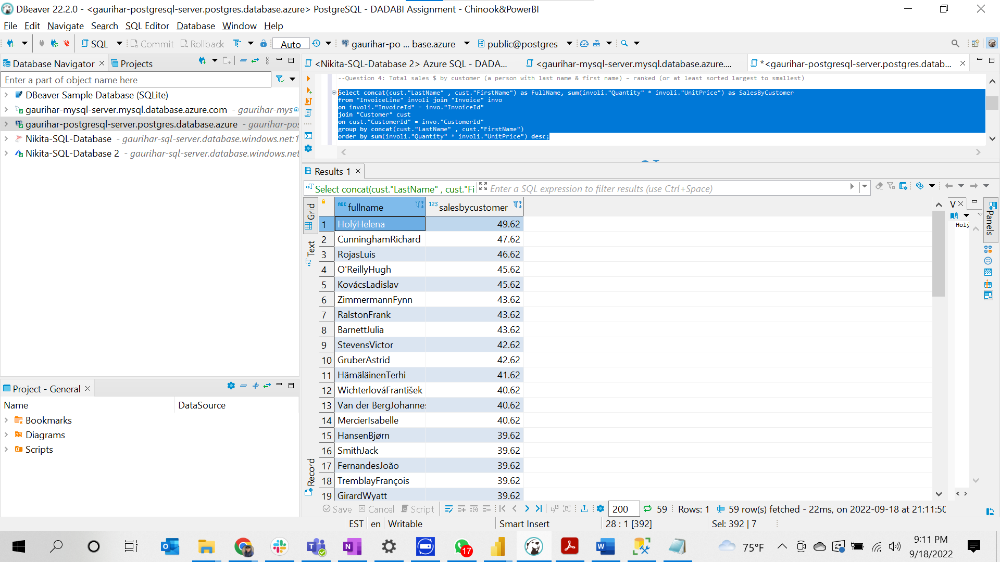 DBeaver 22.2.0 - <gaurihar-postgresql-server.postgres.database.azure> PostgreSQL - DADABI Assignment - Chinook&PowerBI
File Edit Navigate Search SQL Editor Database Window Help
SQL Commit Rollback Auto gaurihar-po ... base.azure public@postgres
Database Navigator Projects
Enter a part of object name here
DBeaver Sample Database (SQLite)
gaurihar-mysql-server.mysql.database.azure.com - gaurihar-mys
gaurihar-postgresql-server.postgres.database.azure - gaurihar-pos
Nikita-SQL-Database - gaurihar-sql-server.database.windows.net:1
Nikita-SQL-Database 2 - gaurihar-sql-server.database.windows.net
<Nikita-SQL-Database 2> Azure SQL - DADA... <gaurihar-mysql-server.mysql.database.azure.... *<gaurihar-postgresql-server.postgres.datab...
--Question 4: Total sales $ by customer (a person with last name & first name) – ranked (or at least sorted largest to smallest)
Select concat(cust."LastName" , cust."FirstName") as FullName, sum(involi."Quantity" * involi."UnitPrice") as SalesByCustomer
from "InvoiceLine" involi join "Invoice" invo
on involi."InvoiceId" = invo."InvoiceId"
join "Customer" cust
on cust."CustomerId" = invo."CustomerId"
group by concat(cust."LastName" , cust."FirstName")
order by sum(involi."Quantity" * involi."UnitPrice") desc;
Results 1
Select concat(cust."LastName" , cust."Fi Enter a SQL expression to filter results (use Ctrl+Space)
Grid
Text
Record
ABC fullname 123 salesbycustomer
1 HolýHelena 49.62
2 CunninghamRichard 47.62
3 RojasLuis 46.62
4 O'ReillyHugh 45.62
5 KovácsLadislav 45.62
6 ZimmermannFynn 43.62
7 RalstonFrank 43.62
8 BarnettJulia 43.62
9 StevensVictor 42.62
10 GruberAstrid 42.62
11 HämäläinenTerhi 41.62
12 WichterlováFrantišek 40.62
13 Van der BergJohannes 40.62
14 MercierIsabelle 40.62
15 HansenBjørn 39.62
16 SmithJack 39.62
17 FernandesJoão 39.62
18 TremblayFrançois 39.62
19 GirardWyatt 39.62
V
Holý
Panels
Project - General
Name DataSource
Bookmarks
Diagrams
Scripts
Save Cancel Script 200 59 Rows: 1 59 row(s) fetched - 22ms, on 2022-09-18 at 21:11:50
EST en Writable Smart Insert 28 : 1 [392] Sel: 392 | 7
17
75°F
9:11 PM
9/18/2022